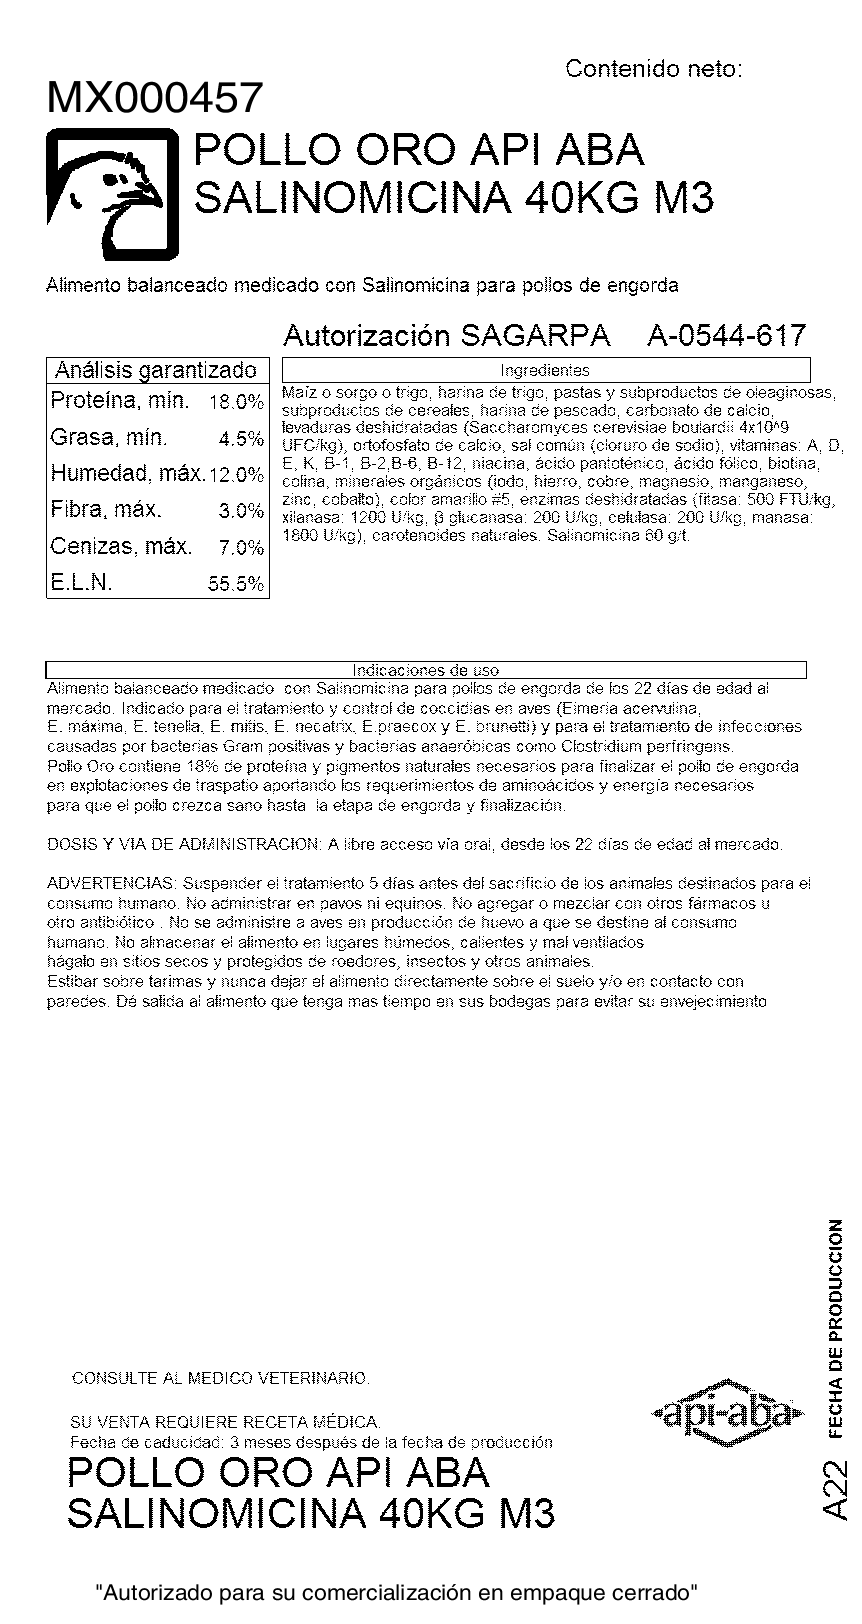 Contenido neto:
MX000457
POLLO ORO API ABA
SALINOMICINA 40KG M3
Alimento balanceado medicado con Salinomicina para pollos de engorda
Autorización SAGARPA A-0544-617
Análisis garantizado
Proteína, mín. 18.0%
Grasa, mín. 4.5%
Humedad, máx. 12.0%
Fibra, máx. 3.0%
Cenizas, máx. 7.0%
E.L.N. 55.5%
Ingredientes
Maíz o sorgo o trigo, harina de trigo, pastas y subproductos de oleaginosas,
subproductos de cereales, harina de pescado, carbonato de calcio,
levaduras deshidratadas (Saccharomyces cerevisiae boulardii 4x10^9
UFC/kg), ortofosfato de calcio, sal común (cloruro de sodio), vitaminas: A, D,
E, K, B-1, B-2,B-6, B-12, niacina, ácido pantoténico, ácido fólico, biotina,
colina, minerales orgánicos (iodo, hierro, cobre, magnesio, manganeso,
zinc, cobalto), color amarillo #5, enzimas deshidratadas (fitasa: 500 FTU/kg,
xilanasa: 1200 U/kg, β glucanasa: 200 U/kg, celulasa: 200 U/kg, manasa:
1800 U/kg), carotenoides naturales. Salinomicina 60 g/t.
Indicaciones de uso
Alimento balanceado medicado con Salinomicina para pollos de engorda de los 22 días de edad al
mercado. Indicado para el tratamiento y control de coccidias en aves (Eimeria acervulina,
E. máxima, E. tenella, E. mitis, E. necatrix, E.praecox y E. brunetti) y para el tratamiento de infecciones
causadas por bacterias Gram positivas y bacterias anaeróbicas como Clostridium perfringens.
Pollo Oro contiene 18% de proteína y pigmentos naturales necesarios para finalizar el pollo de engorda
en explotaciones de traspatio aportando los requerimientos de aminoácidos y energía necesarios
para que el pollo crezca sano hasta la etapa de engorda y finalización.
DOSIS Y VIA DE ADMINISTRACION: A libre acceso vía oral, desde los 22 días de edad al mercado.
ADVERTENCIAS: Suspender el tratamiento 5 días antes del sacrificio de los animales destinados para el
consumo humano. No administrar en pavos ni equinos. No agregar o mezclar con otros fármacos u
otro antibiótico . No se administre a aves en producción de huevo a que se destine al consumo
humano. No almacenar el alimento en lugares húmedos, calientes y mal ventilados
hágalo en sitios secos y protegidos de roedores, insectos y otros animales.
Estibar sobre tarimas y nunca dejar el alimento directamente sobre el suelo y/o en contacto con
paredes. Dé salida al alimento que tenga mas tiempo en sus bodegas para evitar su envejecimiento
FECHA DE PRODUCCION
A22
CONSULTE AL MEDICO VETERINARIO.
api-aba
SU VENTA REQUIERE RECETA MÉDICA.
Fecha de caducidad: 3 meses después de la fecha de producción
POLLO ORO API ABA
SALINOMICINA 40KG M3
"Autorizado para su comercialización en empaque cerrado"